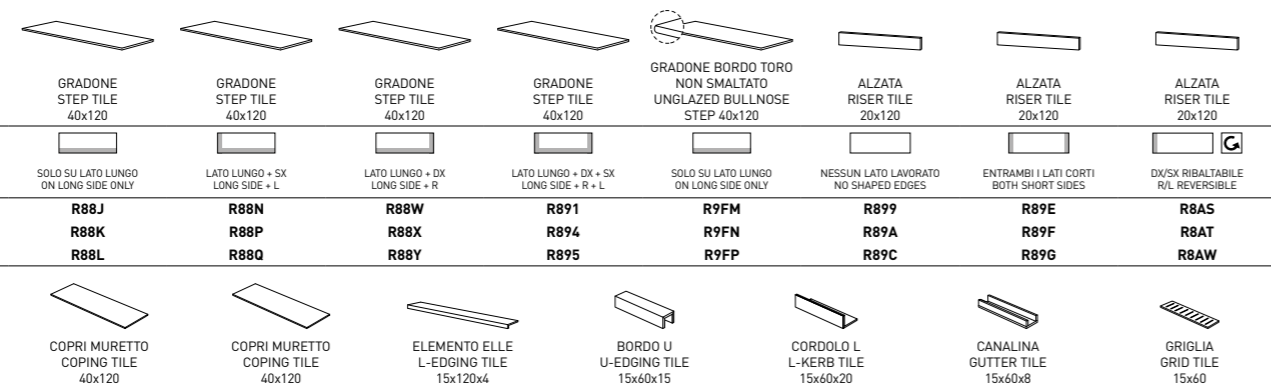 GRADONE
STEP TILE
40x120
GRADONE
STEP TILE
40x120
GRADONE
STEP TILE
40x120
GRADONE
STEP TILE
40x120
GRADONE BORDO TORO
NON SMALTATO
UNGLAZED BULLNOSE
STEP 40x120
ALZATA
RISER TILE
20x120
ALZATA
RISER TILE
20x120
ALZATA
RISER TILE
20x120
SOLO SU LATO LUNGO
ON LONG SIDE ONLY
LATO LUNGO + SX
LONG SIDE + L
LATO LUNGO + DX
LONG SIDE + R
LATO LUNGO + DX + SX
LONG SIDE + R + L
SOLO SU LATO LUNGO
ON LONG SIDE ONLY
NESSUN LATO LAVORATO
NO SHAPED EDGES
ENTRAMBI I LATI CORTI
BOTH SHORT SIDES
DX/SX RIBALTABILE
R/L REVERSIBLE
R88J R88N R88W R891 R9FM R899 R89E R8AS
R88K R88P R88X R894 R9FN R89A R89F R8AT
R88L R88Q R88Y R895 R9FP R89C R89G R8AW
COPRI MURETTO
COPING TILE
40x120
COPRI MURETTO
COPING TILE
40x120
ELEMENTO ELLE
L-EDGING TILE
15x120x4
BORDO U
U-EDGING TILE
15x60x15
CORDOLO L
L-KERB TILE
15x60x20
CANALINA
GUTTER TILE
15x60x8
GRIGLIA
GRID TILE
15x60